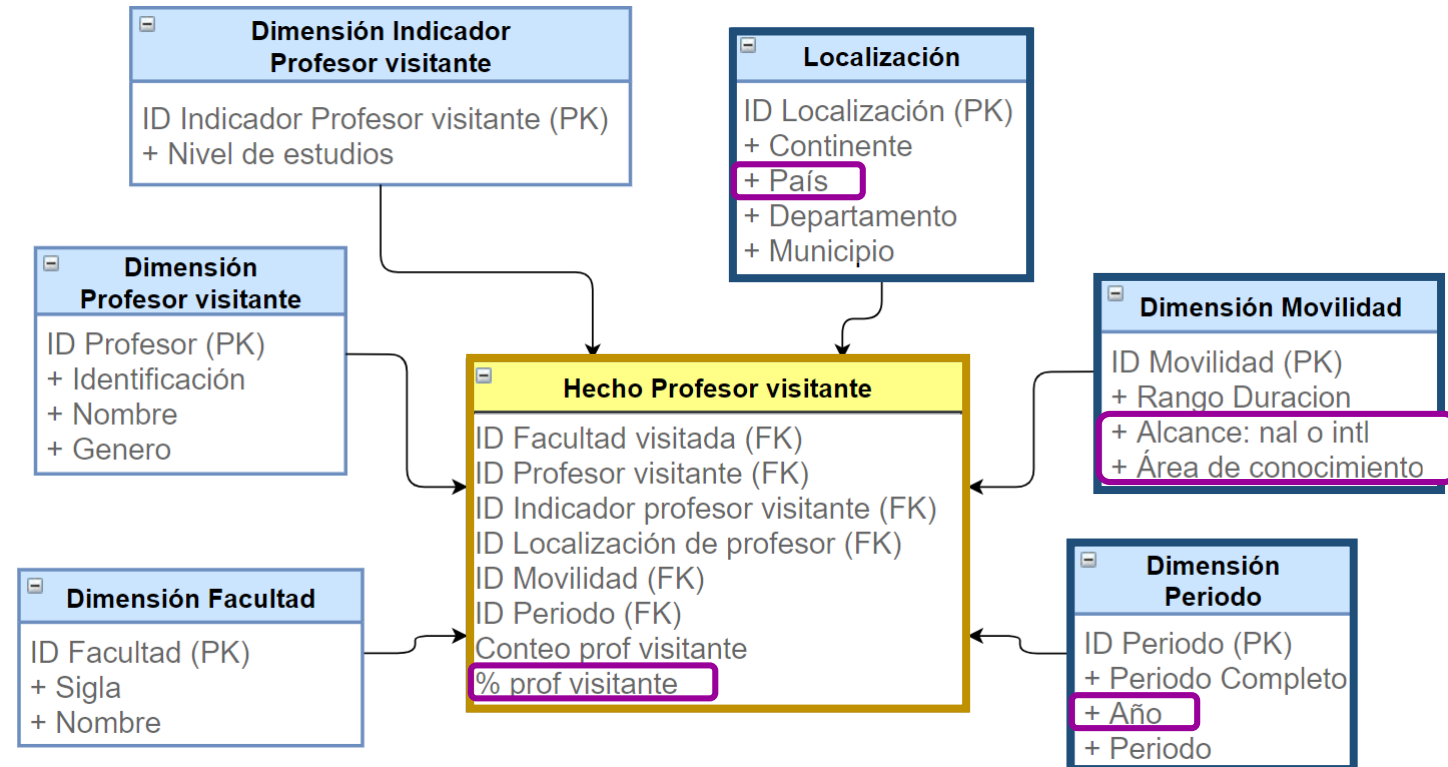 Dimensión Indicador
Profesor visitante
ID Indicador Profesor visitante (PK)
+ Nivel de estudios
Localización
ID Localización (PK)
+ Continente
+ País
+ Departamento
+ Municipio
Dimensión
Profesor visitante
ID Profesor (PK)
+ Identificación
+ Nombre
+ Genero
Dimensión Movilidad
ID Movilidad (PK)
+ Rango Duracion
+ Alcance: nal o intl
+ Área de conocimiento
Hecho Profesor visitante
ID Facultad visitada (FK)
ID Profesor visitante (FK)
ID Indicador profesor visitante (FK)
ID Localización de profesor (FK)
ID Movilidad (FK)
ID Periodo (FK)
Conteo prof visitante
% prof visitante
Dimensión Facultad
ID Facultad (PK)
+ Sigla
+ Nombre
Dimensión
Periodo
ID Periodo (PK)
+ Periodo Completo
+ Año
+ Periodo